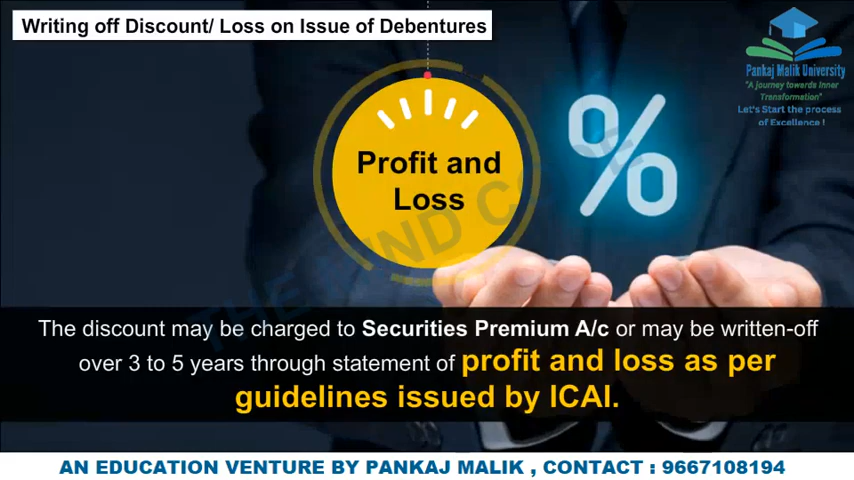 Writing off Discount/ Loss on Issue of Debentures
Pankaj Malik University
"A journey towards Inner
Transformation"
Let's Start the process
of Excellence !
Profit and
Loss
%
THE MIND CURE
The discount may be charged to Securities Premium A/c or may be written-off
over 3 to 5 years through statement of profit and loss as per
guidelines issued by ICAI.
AN EDUCATION VENTURE BY PANKAJ MALIK , CONTACT : 9667108194